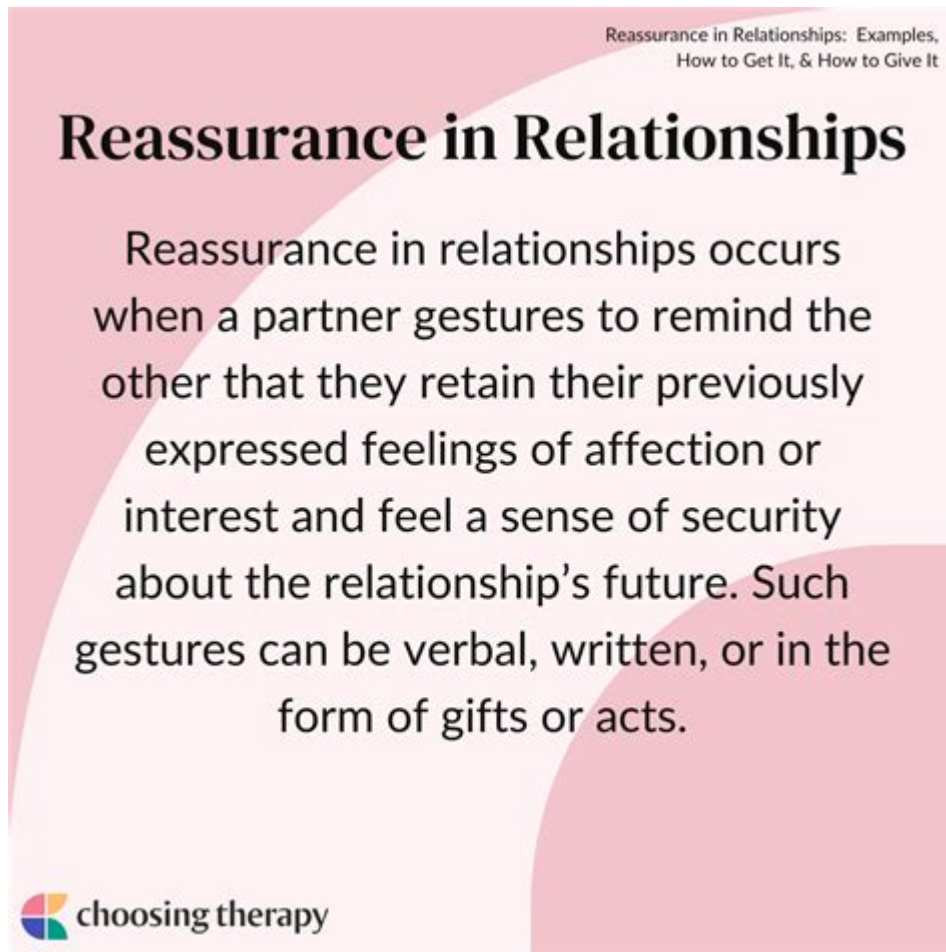 Reassurance in Relationships: Examples,
How to Get It, & How to Give It
Reassurance in Relationships
Reassurance in relationships occurs
when a partner gestures to remind the
other that they retain their previously
expressed feelings of affection or
interest and feel a sense of security
about the relationship’s future. Such
gestures can be verbal, written, or in the
form of gifts or acts.
choosing therapy